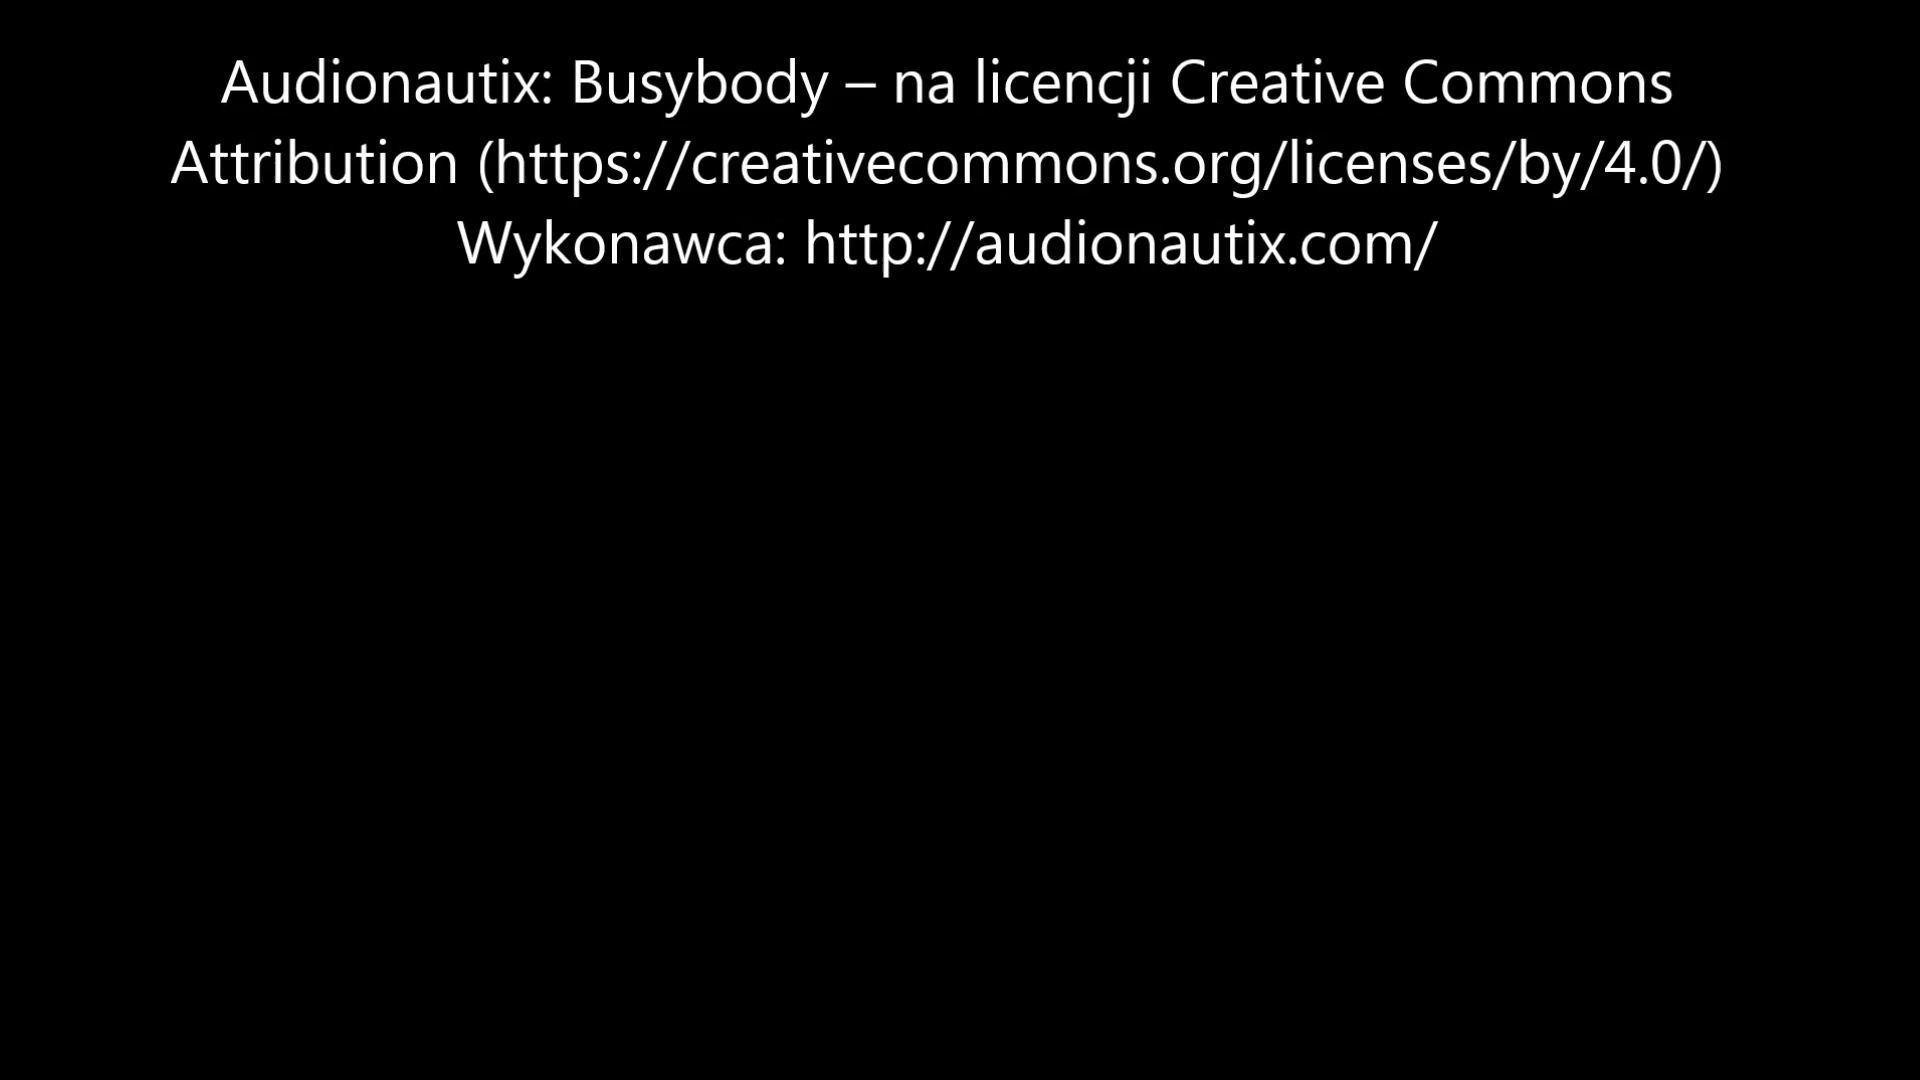 Audionautix: Busybody – na licencji Creative Commons
Attribution (https://creativecommons.org/licenses/by/4.0/)
Wykonawca: http://audionautix.com/